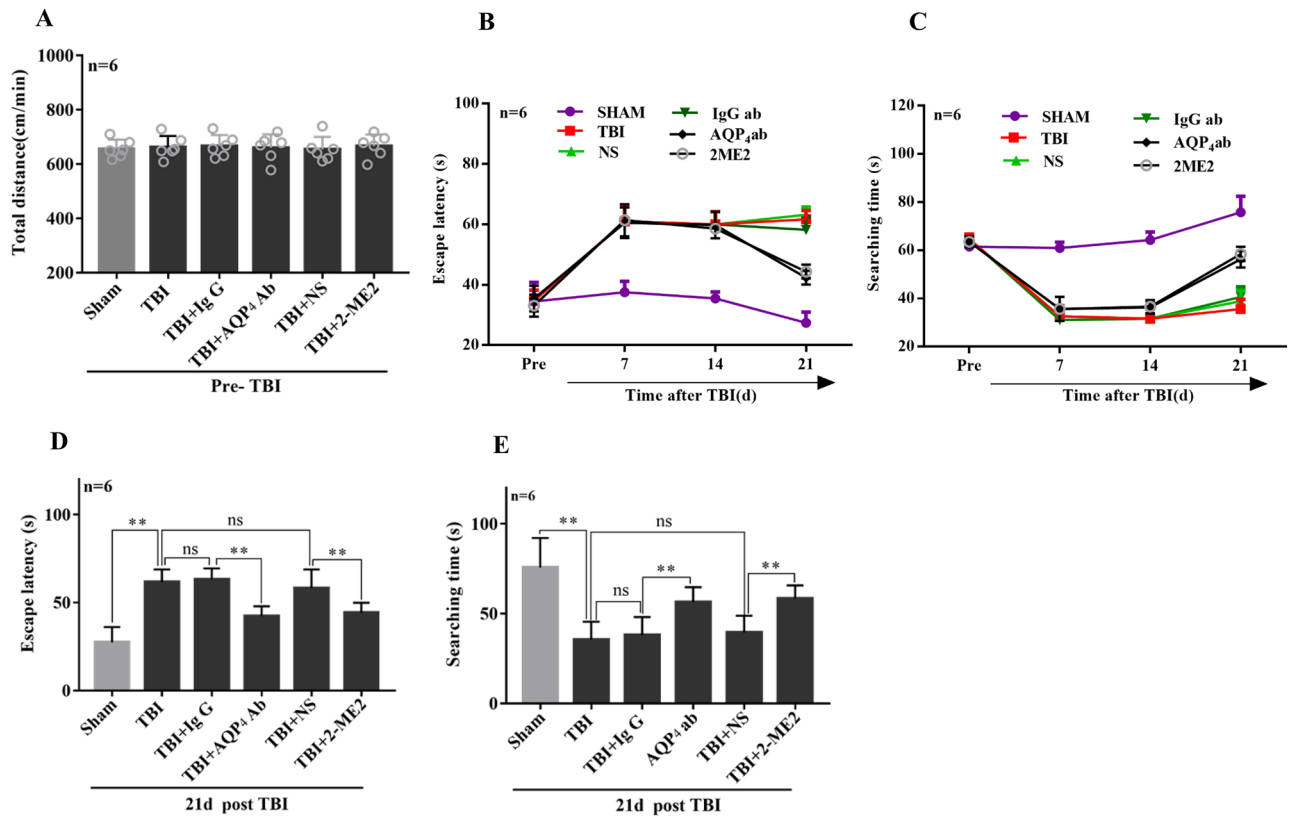 A
n=6
Total distance(cm/min)
1000
800
600
400
200
Sham
TBI
TBI+Ig G
TBI+AQP4 Ab
TBI+NS
TBI+2-ME2
Pre- TBI
B
n=6
Escape latency (s)
100
80
60
40
20
SHAM
TBI
NS
IgG ab
AQP4ab
2ME2
Pre
7
14
21
Time after TBI(d)
C
n=6
Searching time (s)
120
100
80
60
40
20
SHAM
TBI
NS
IgG ab
AQP4ab
2ME2
Pre
7
14
21
Time after TBI(d)
D
n=6
Escape latency (s)
100
50
0
**
ns
ns
**
**
Sham
TBI
TBI+Ig G
TBI+AQP4 Ab
TBI+NS
TBI+2-ME2
21d post TBI
E
n=6
Searching time (s)
100
50
0
**
ns
ns
**
**
Sham
TBI
TBI+Ig G
AQP4 ab
TBI+NS
TBI+2-ME2
21d post TBI